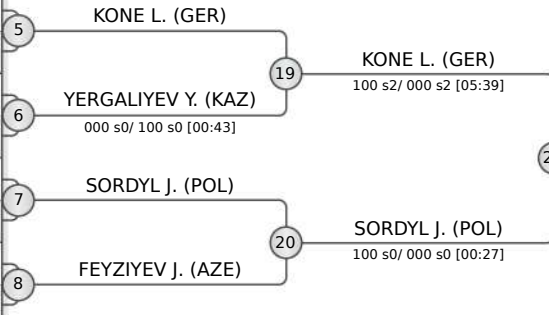 KONE L. (GER)
5
19
KONE L. (GER)
100 s2/ 000 s2 [05:39]
YERGALIYEV Y. (KAZ)
6
000 s0/ 100 s0 [00:43]
SORDYL J. (POL)
7
20
SORDYL J. (POL)
100 s0/ 000 s0 [00:27]
FEYZIYEV J. (AZE)
8